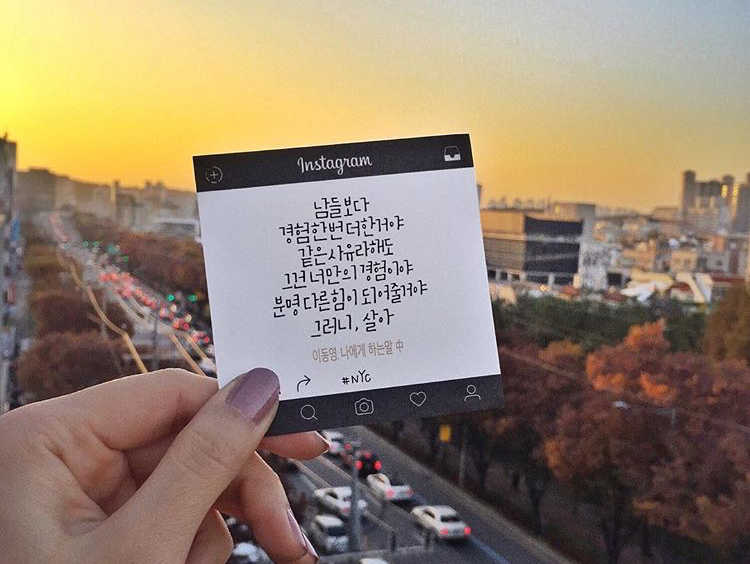 Instagram
남들보다
경험 한번 더 한거야
같은 사유라해도
그건 너만의 경험이야
분명 다른 힘이 되어줄거야
그러니, 살아
이동영 나에게 하는 말 中
#NYC